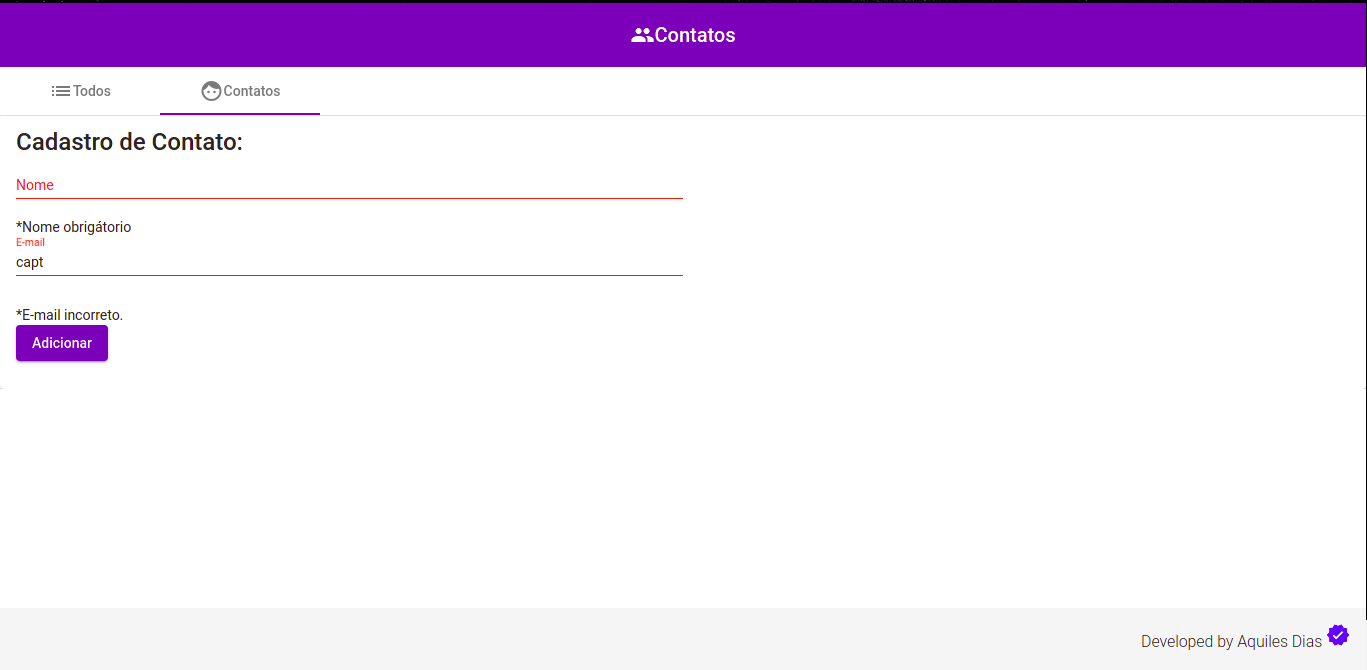 Contatos
Todos Contatos
Cadastro de Contato:
Nome
*Nome obrigátorio
E-mail
capt
*E-mail incorreto.
Adicionar
Developed by Aquiles Dias